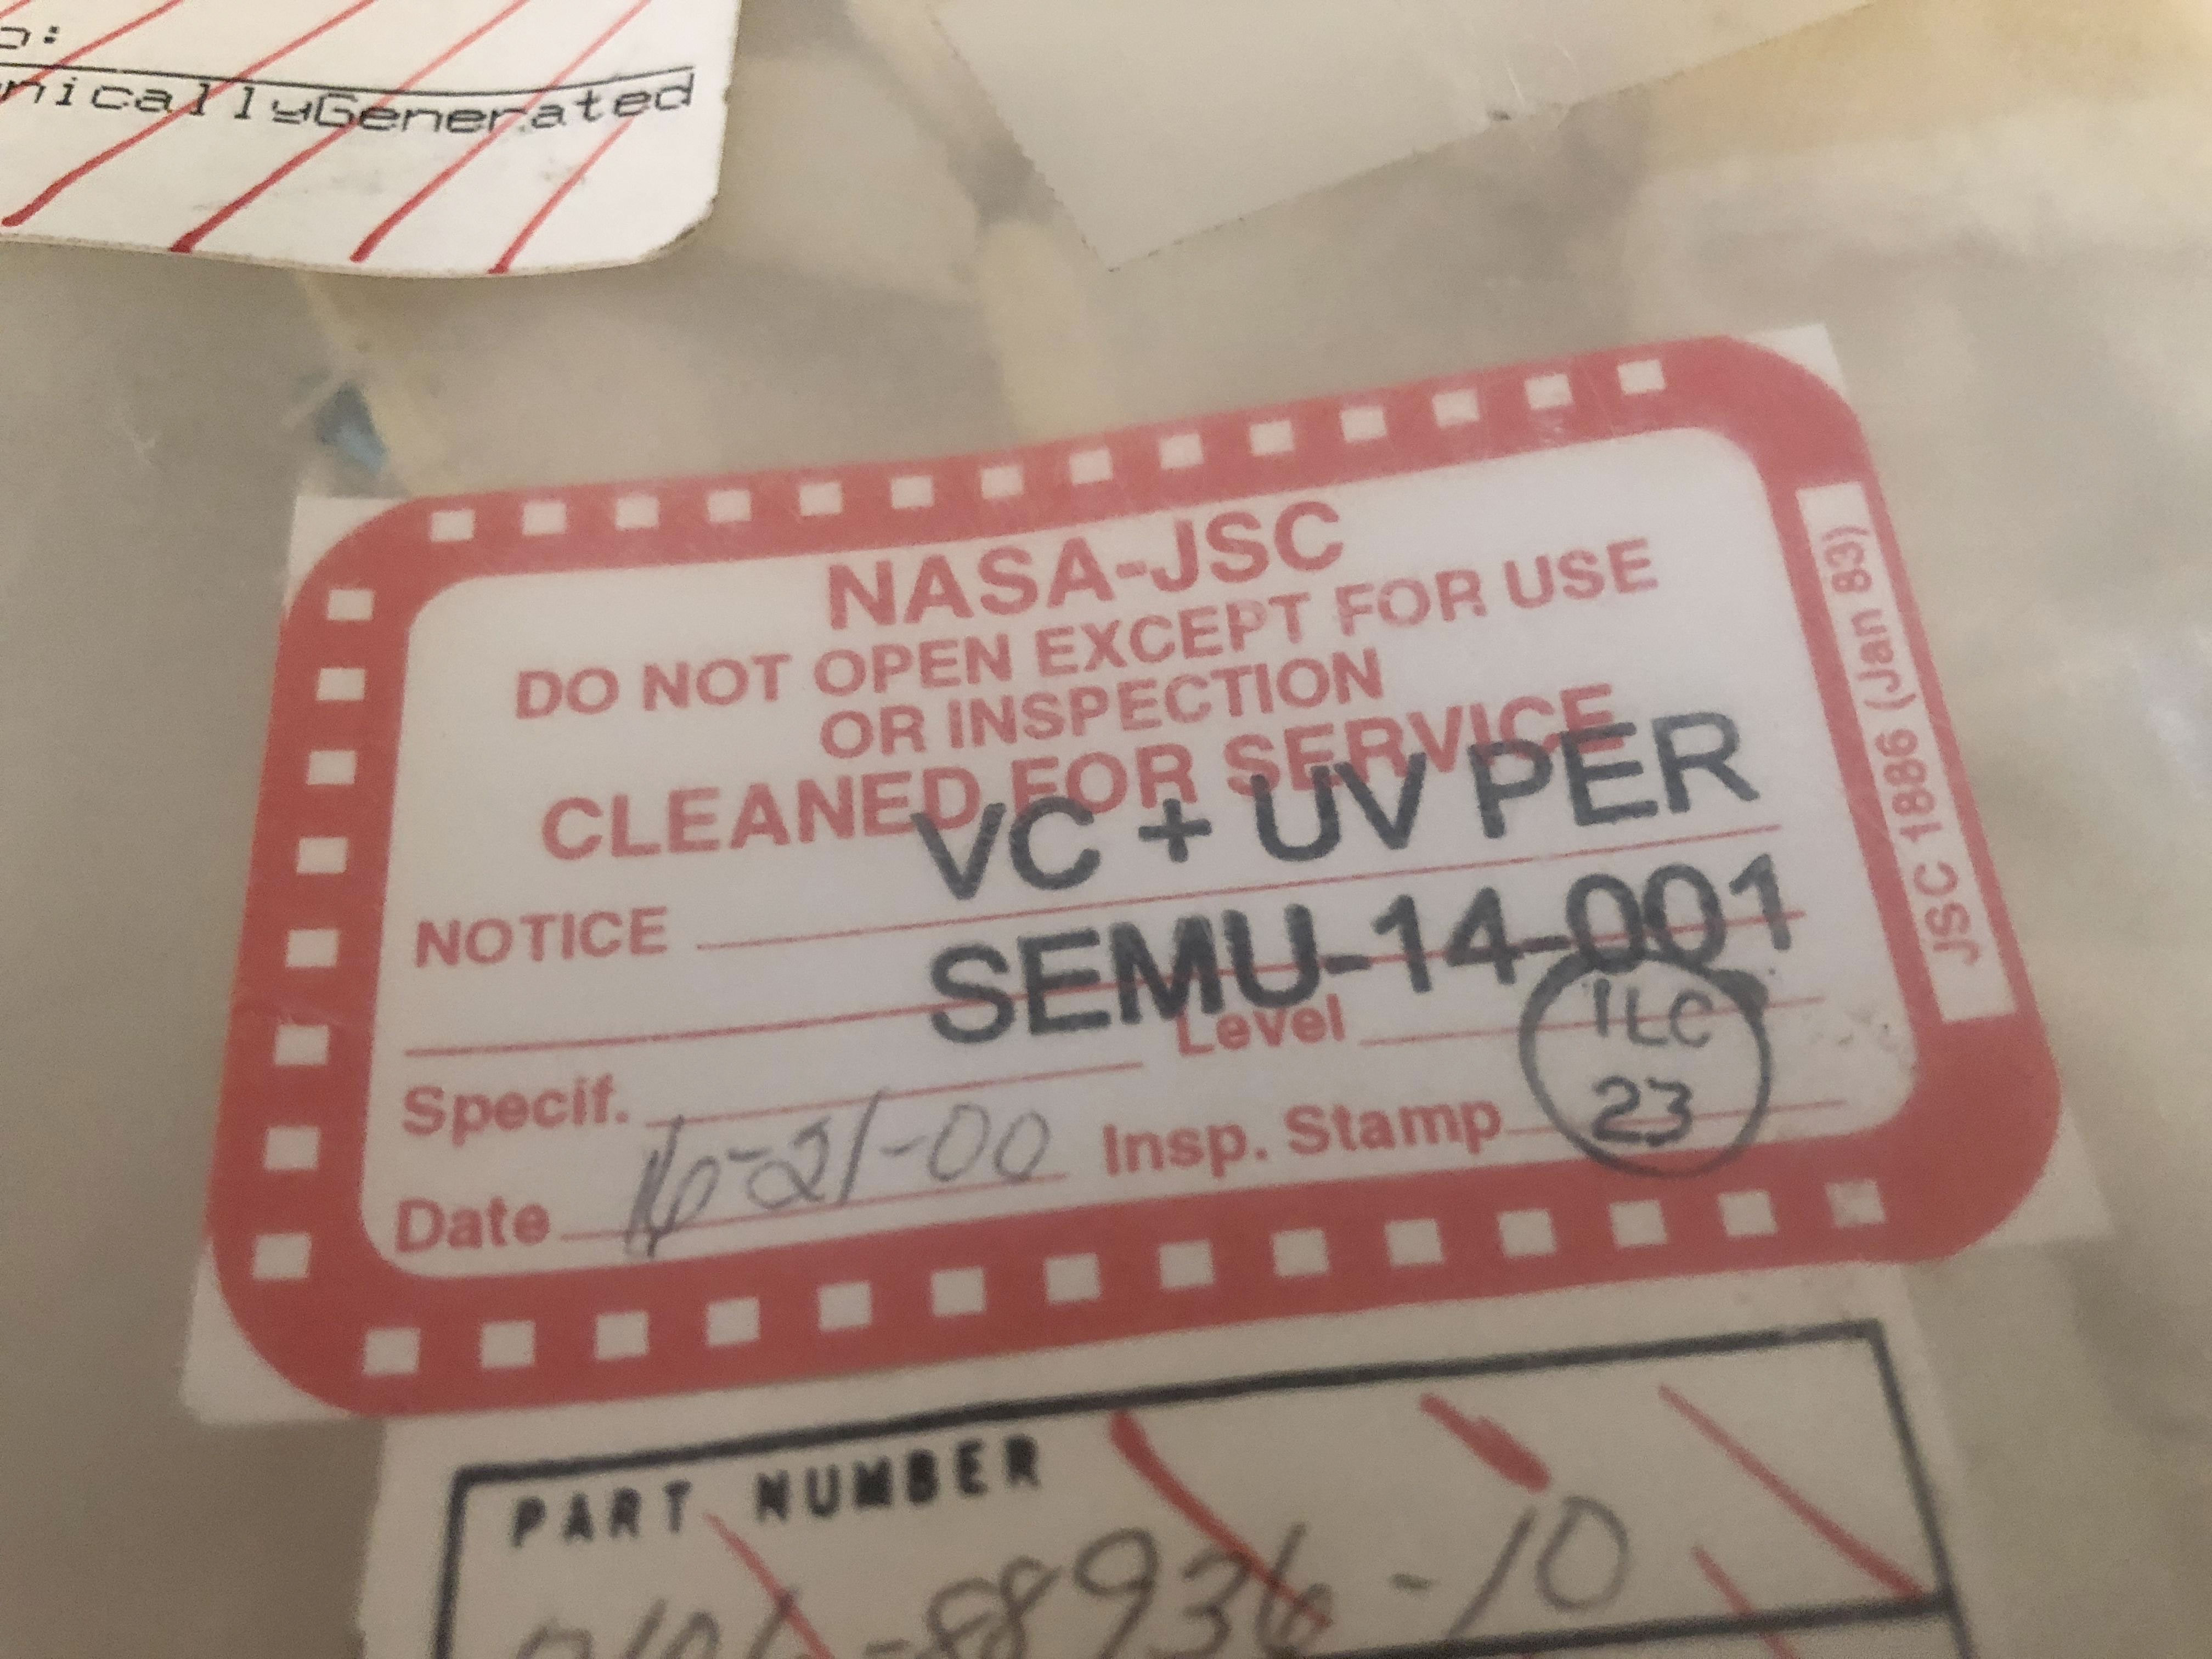 o:
nicallyGenerated
NASA-JSC
DO NOT OPEN EXCEPT FOR USE
OR INSPECTION
CLEANED FOR SERVICE
VC + UV PER
NOTICE
SEMU-14-001
Level
ILC
23
Specif.
Date
-21-00
Insp. Stamp
JSC 1886 (Jan 83)
PART NUMBER
-88936-10